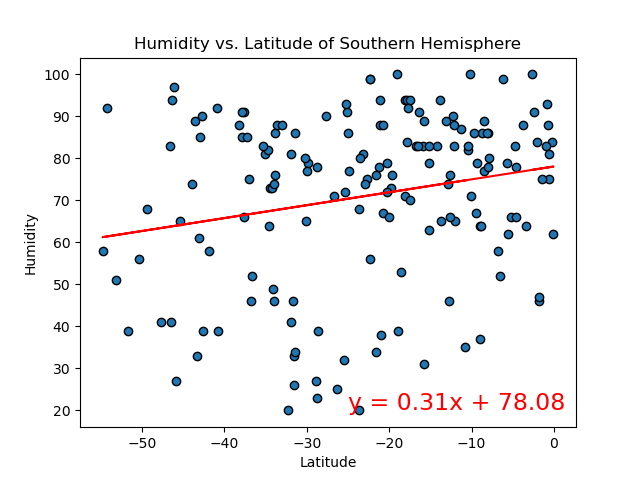 Humidity vs. Latitude of Southern Hemisphere
100
90
80
70
60
50
40
30
20
Humidity
y = 0.31x + 78.08
−50 −40 −30 −20 −10 0
Latitude